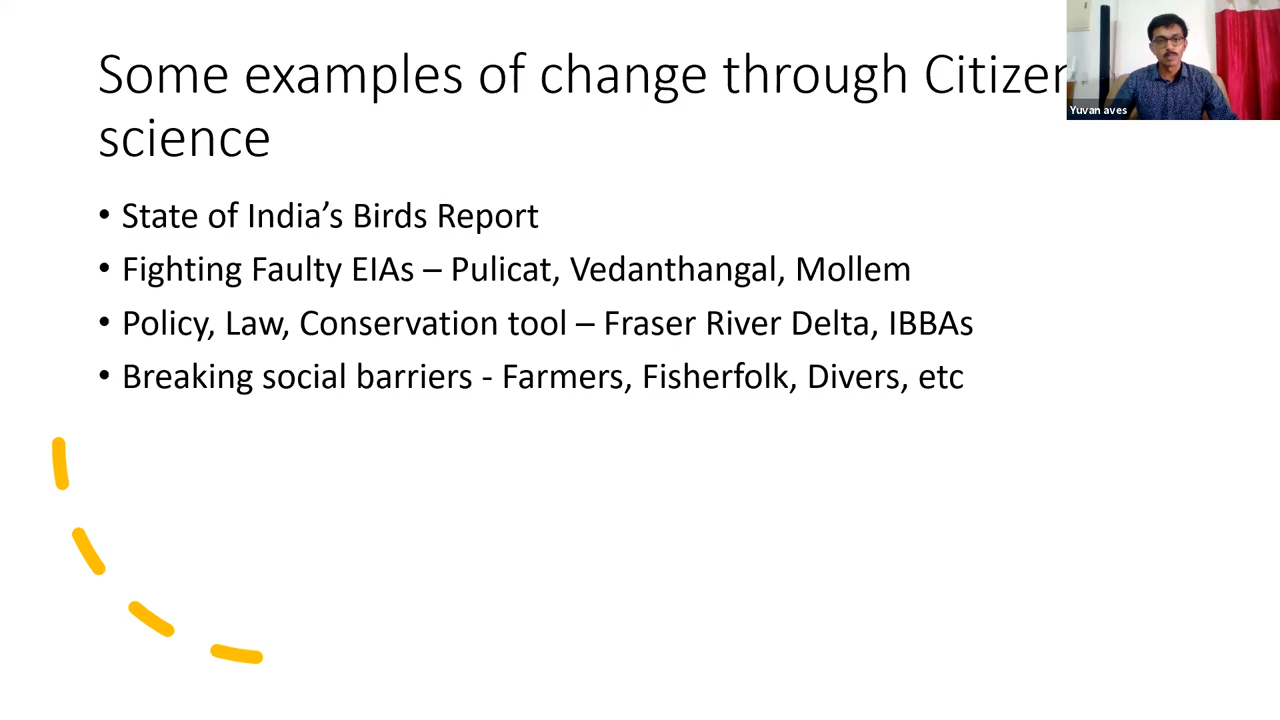 Some examples of change through Citizen
science
• State of India’s Birds Report
• Fighting Faulty EIAs – Pulicat, Vedanthangal, Mollem
• Policy, Law, Conservation tool – Fraser River Delta, IBBAs
• Breaking social barriers - Farmers, Fisherfolk, Divers, etc
Yuvan aves